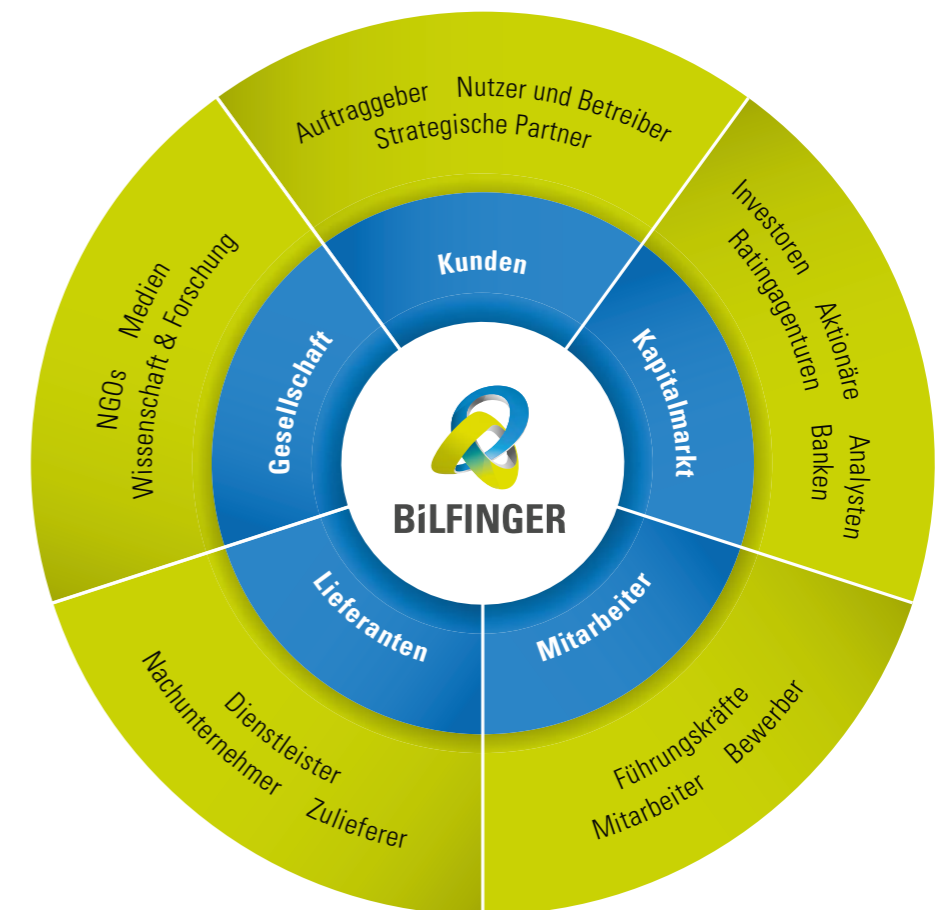 Auftraggeber Nutzer und Betreiber
Strategische Partner
Kunden
Investoren Aktionäre Analysten
Ratingagenturen Banken
Kapitalmarkt
Mitarbeiter
Führungskräfte Bewerber
Mitarbeiter
Lieferanten
Dienstleister
Nachunternehmer Zulieferer
Gesellschaft
NGOs Medien
Wissenschaft & Forschung
BiLFINGER